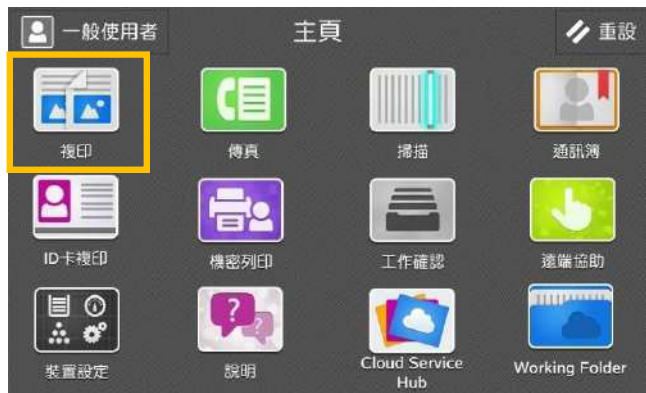 一般使用者
主頁
重設
複印
傳真
掃描
通訊簿
ID卡複印
機密列印
工作確認
遠端協助
裝置設定
說明
Cloud Service
Hub
Working Folder